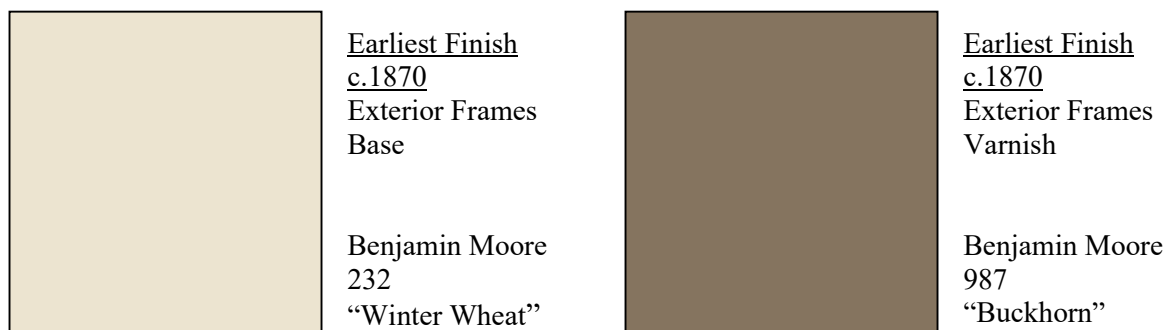 Earliest Finish
c.1870
Exterior Frames
Base
Benjamin Moore
232
“Winter Wheat”
Earliest Finish
c.1870
Exterior Frames
Varnish
Benjamin Moore
987
“Buckhorn”